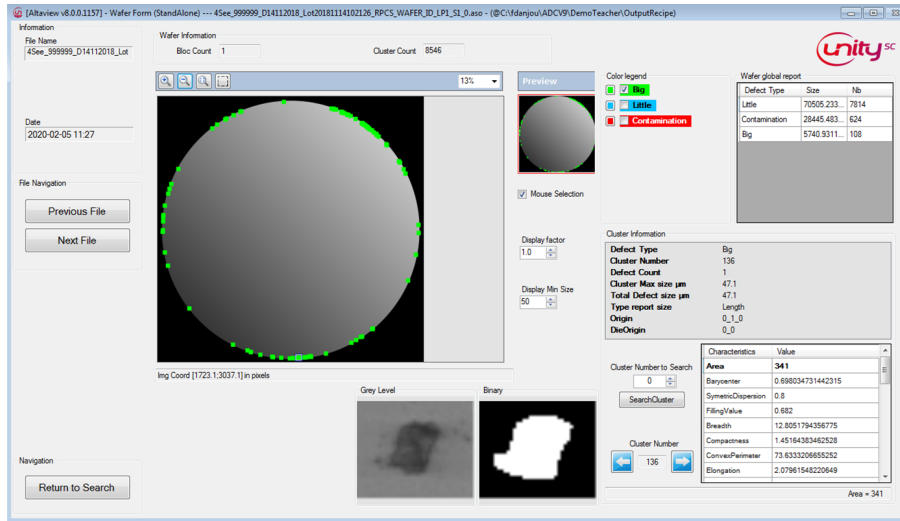 [Altaview v8.0.0.1157] - Wafer Form (StandAlone) --- 4See_999999_D14112018_Lot20181114102126_RPCS_WAFER_ID_LP1_S1_0.aso - (@C:\fdanjou\ADCV9\DemoTeacher\OutputRecipe)
Information
File Name
4See_999999_D14112018_Lot
Date
2020-02-05 11:27
File Navigation
Previous File
Next File
Navigation
Return to Search
Wafer Information
Bloc Count 1
Cluster Count 8546
unity sc
13%
Img Coord [1723.1;3037.1] in pixels
Preview
Mouse Selection
Display factor
1.0
Display Min Size
50
Grey Level
Binary
Color legend
Big
Little
Contamination
Wafer global report
Defect Type Size Nb
Little 70505.233... 7814
Contamination 28445.483... 624
Big 5740.9311... 108
Cluster Information
Defect Type Big
Cluster Number 136
Defect Count 1
Cluster Max size µm 47.1
Total Defect size µm 47.1
Type report size Length
Origin 0_1_0
DieOrigin 0_0
Cluster Number to Search
0
SearchCluster
Cluster Number
136
Characteristics Value
Area 341
Barycenter 0.698034731442315
SymetricDispersion 0.8
FillingValue 0.682
Breadth 12.8051794356775
Compactness 1.45164383462528
ConvexPerimeter 73.6333206655252
Elongation 2.07961548220649
Area = 341